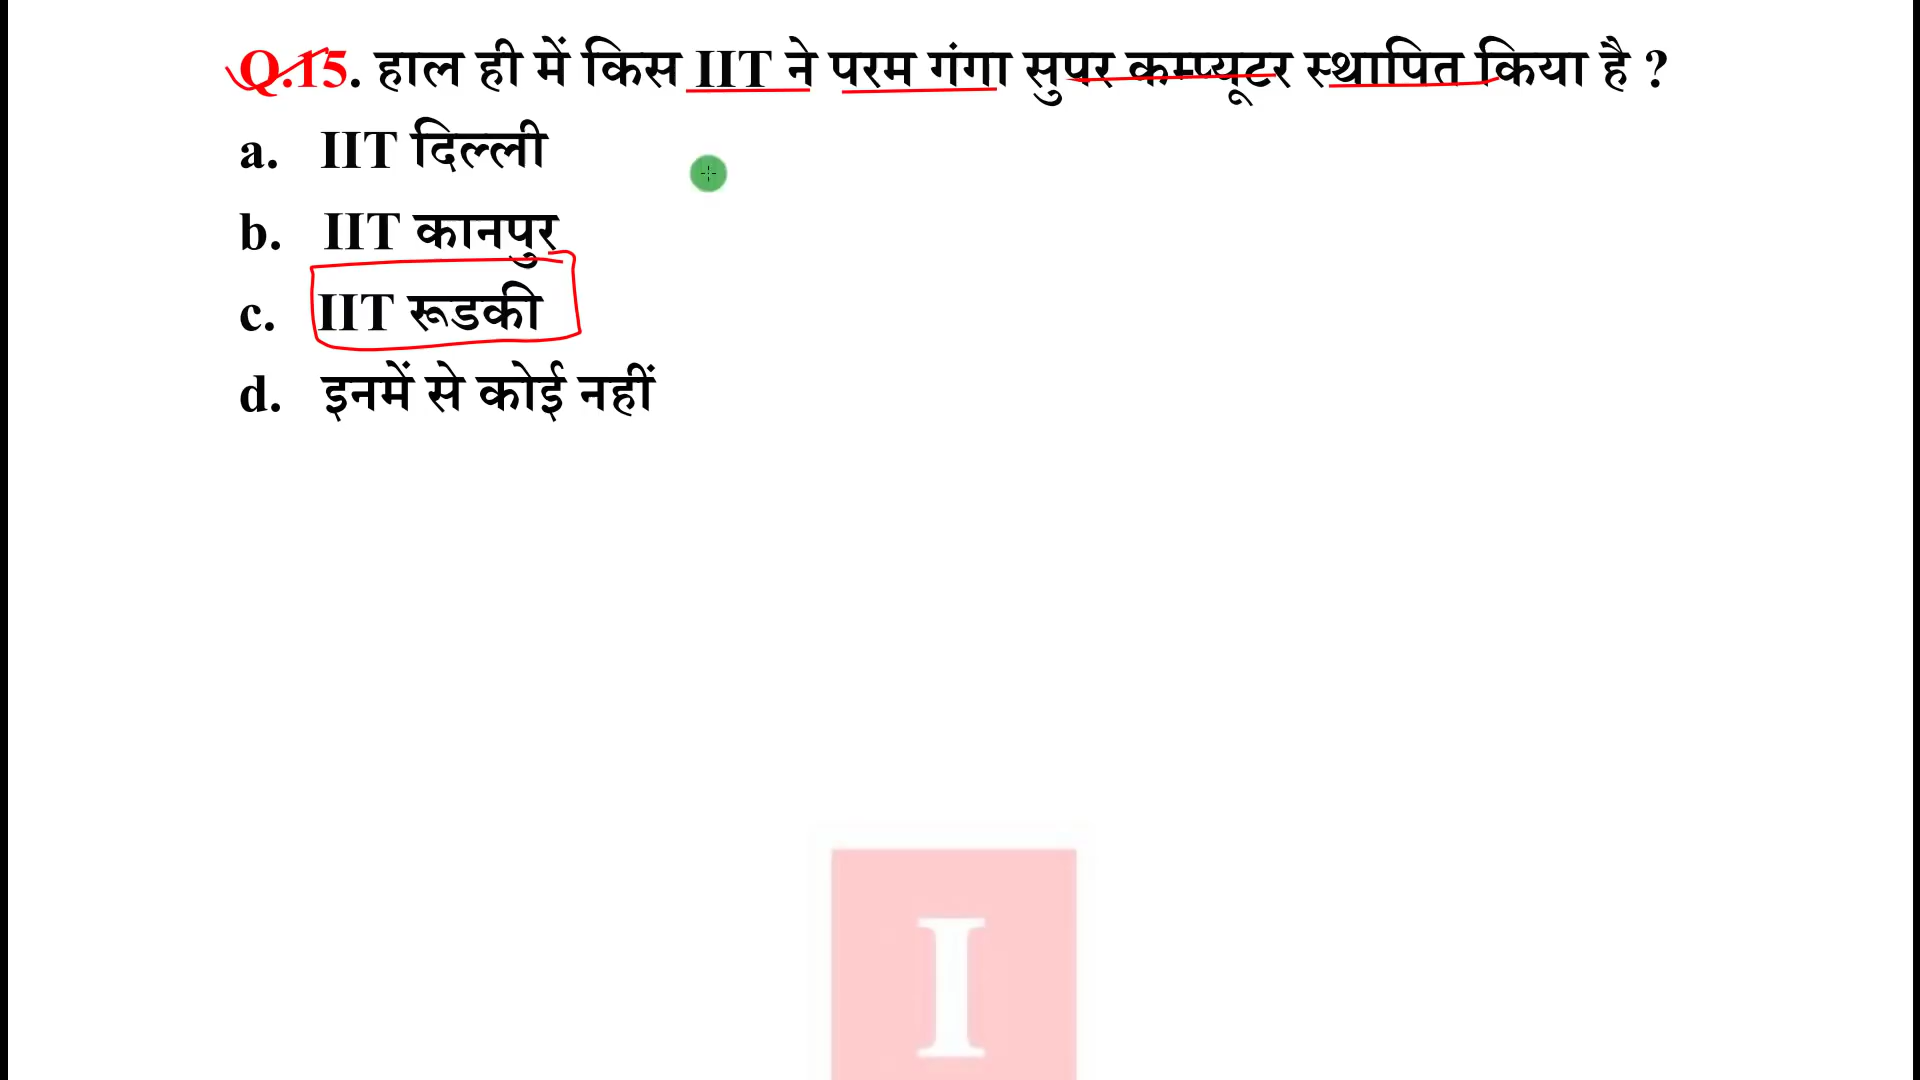 Q.15. हाल ही में किस IIT ने परम गंगा सुपर कम्प्यूटर स्थापित किया है ?
a. IIT दिल्ली
b. IIT कानपुर
c. IIT रूडकी
d. इनमें से कोई नहीं
I